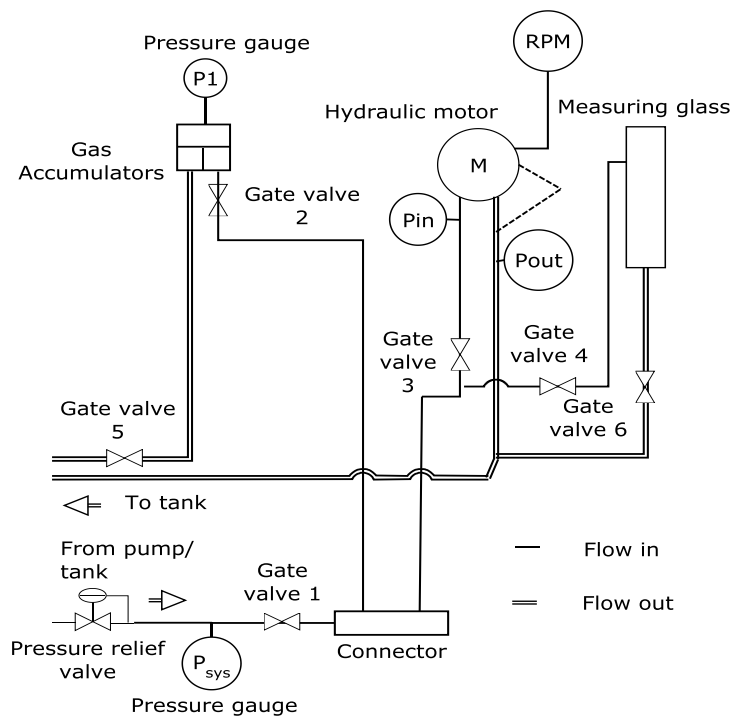 RPM
Pressure gauge
P1
Hydraulic motor
Measuring glass
Gas
Accumulators
M
Gate valve
2
Pin
Pout
Gate
valve
3
Gate
valve 4
Gate valve
5
Gate
valve 6
To tank
From pump/
tank
Gate
valve 1
Flow in
Flow out
Pressure relief
valve
Psys
Connector
Pressure gauge